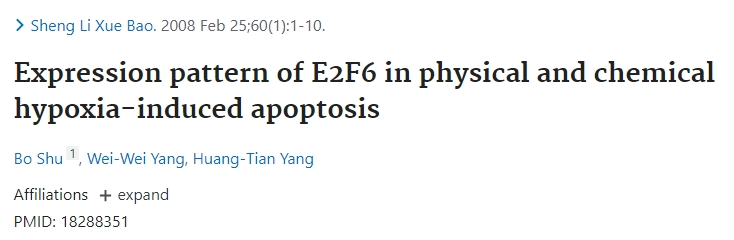 Sheng Li Xue Bao. 2008 Feb 25;60(1):1-10.
Expression pattern of E2F6 in physical and chemical
hypoxia-induced apoptosis
Bo Shu 1, Wei-Wei Yang, Huang-Tian Yang
Affiliations + expand
PMID: 18288351